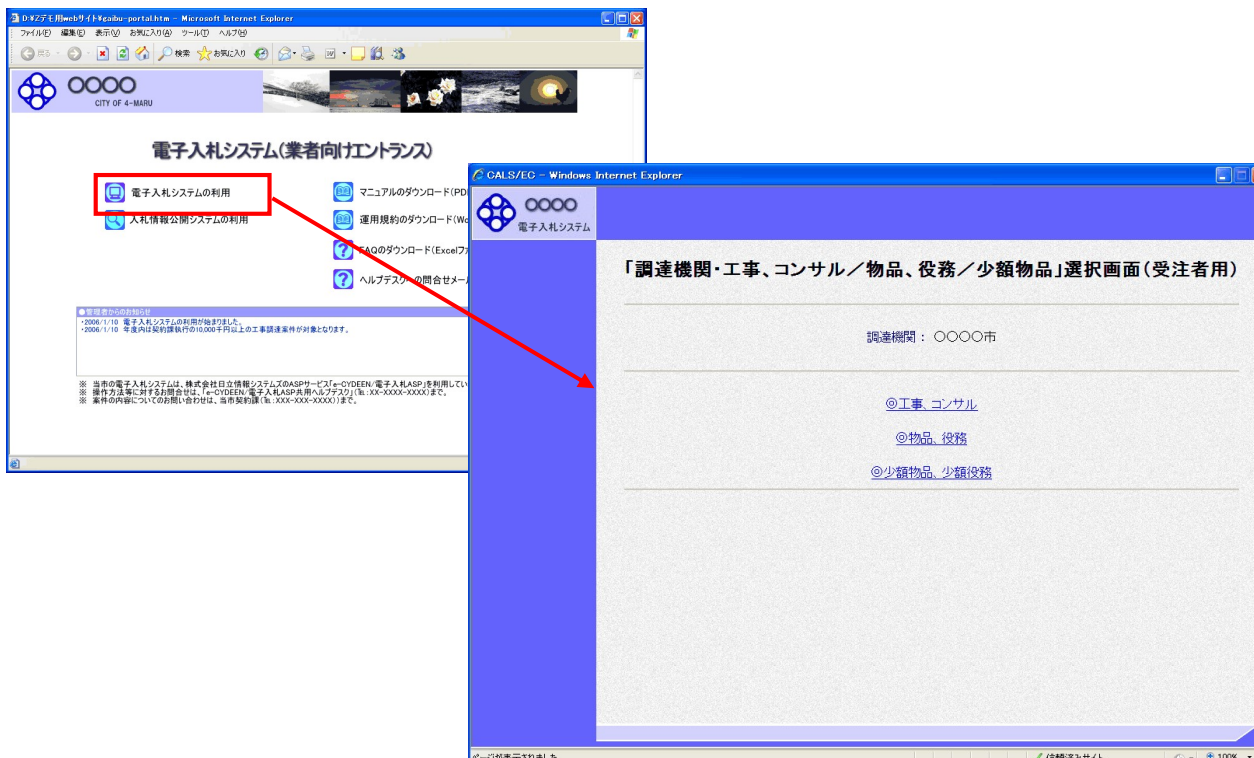 D:¥Zデモ用webサイト¥gaibu-portal.htm - Microsoft Internet Explorer
ファイル(F) 編集(E) 表示(V) お気に入り(A) ツール(T) ヘルプ(H)
戻る 検索 お気に入り
○○○○
CITY OF 4-MARU
電子入札システム(業者向けエントランス)
電子入札システムの利用
入札情報公開システムの利用
マニュアルのダウンロード(PD
運用規約のダウンロード(Wo
FAQのダウンロード(Excelファ
ヘルプデスクへの問合せメー
●管理者からのお知らせ
・2006/1/10 電子入札システムの利用が始まりました。
・2006/1/10 年度内は契約課執行の10,000千円以上の工事調達案件が対象となります。
※ 当市の電子入札システムは、株式会社日立情報システムズのASPサービス「e-CYDEEN/電子入札ASP」を利用してい
※ 操作方法等に対するお問合せは、「e-CYDEEN/電子入札ASP共用ヘルプデスク」(℡:XX-XXXX-XXXX)まで。
※ 案件の内容についてのお問い合わせは、当市契約課(℡:XXX-XXX-XXXX))まで。
CALS/EC - Windows Internet Explorer
○○○○
電子入札システム
「調達機関・工事、コンサル/物品、役務/少額物品」選択画面(受注者用)
調達機関: ○○○○市
◎工事、コンサル
◎物品、役務
◎少額物品、少額役務
ページが表示されました
信頼済みサイト
100%